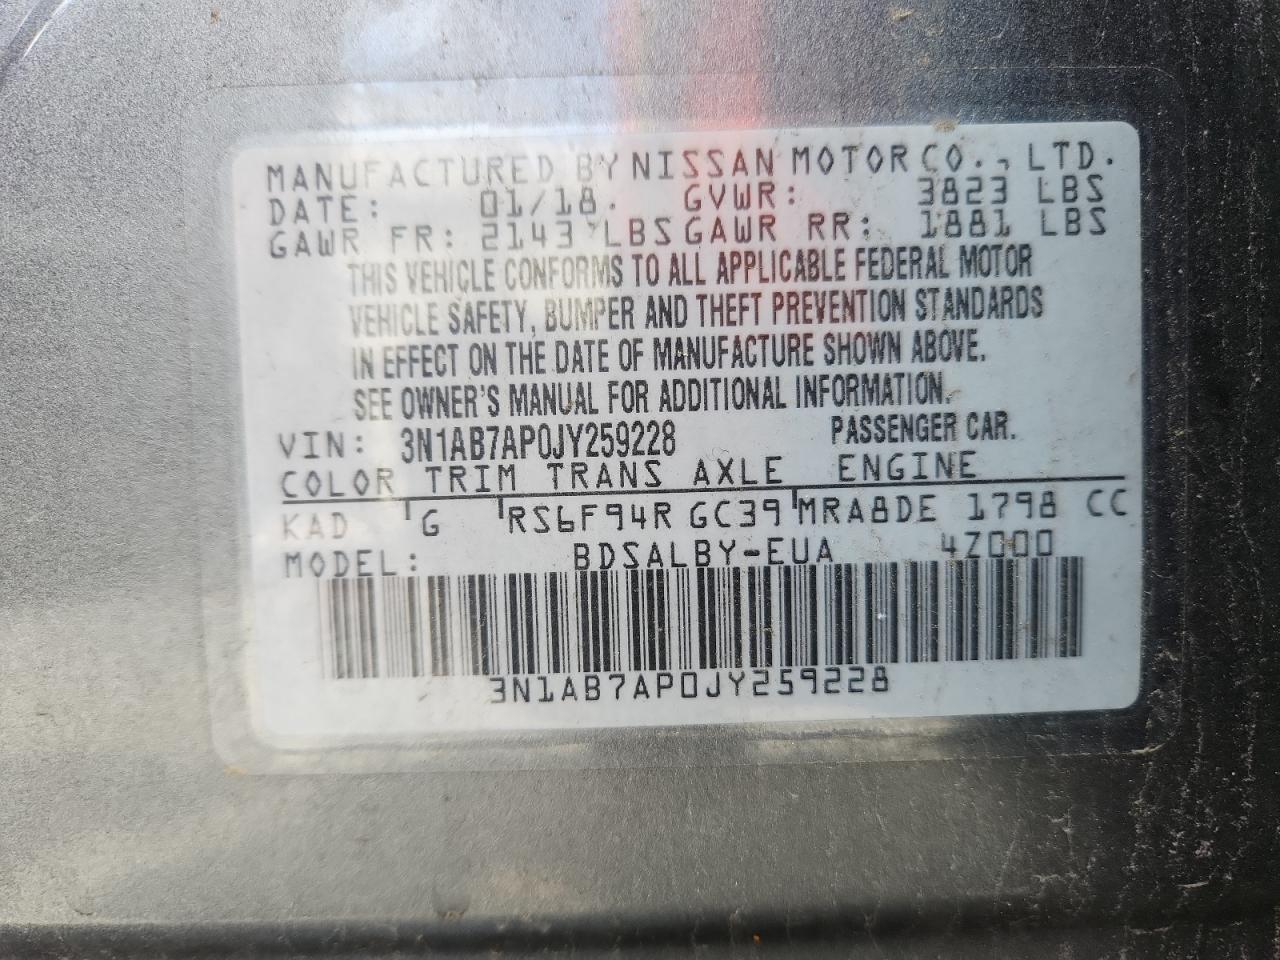 MANUFACTURED BY NISSAN MOTOR CO., LTD.
DATE: 01/18. GVWR: 3823 LBS
GAWR FR: 2143 LBS GAWR RR: 1881 LBS
THIS VEHICLE CONFORMS TO ALL APPLICABLE FEDERAL MOTOR
VEHICLE SAFETY, BUMPER AND THEFT PREVENTION STANDARDS
IN EFFECT ON THE DATE OF MANUFACTURE SHOWN ABOVE.
SEE OWNER'S MANUAL FOR ADDITIONAL INFORMATION.
VIN: 3N1AB7AP0JY259228 PASSENGER CAR.
COLOR TRIM TRANS AXLE ENGINE
KAD G RS6F94R GC39 MRA8DE 1798 CC
MODEL: BDSALBY-EUA 4Z000
3N1AB7AP0JY259228